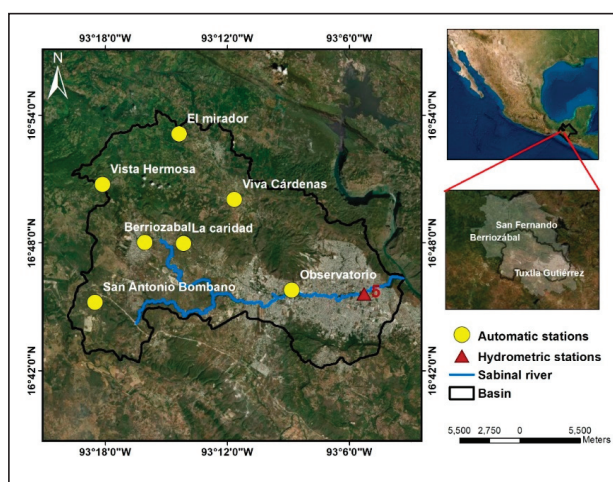 93°18'0"W 93°12'0"W 93°6'0"W
N
16°54'0"N
16°48'0"N
16°42'0"N
El mirador
Vista Hermosa
Viva Cárdenas
Berriozabal La caridad
Observatorio
San Antonio Bombano
5
16°54'0"N
16°48'0"N
16°42'0"N
93°18'0"W 93°12'0"W 93°6'0"W
San Fernando
Berriozábal
Tuxtla Gutiérrez
Automatic stations
Hydrometric stations
Sabinal river
Basin
5,500 2,750 0 5,500
Meters